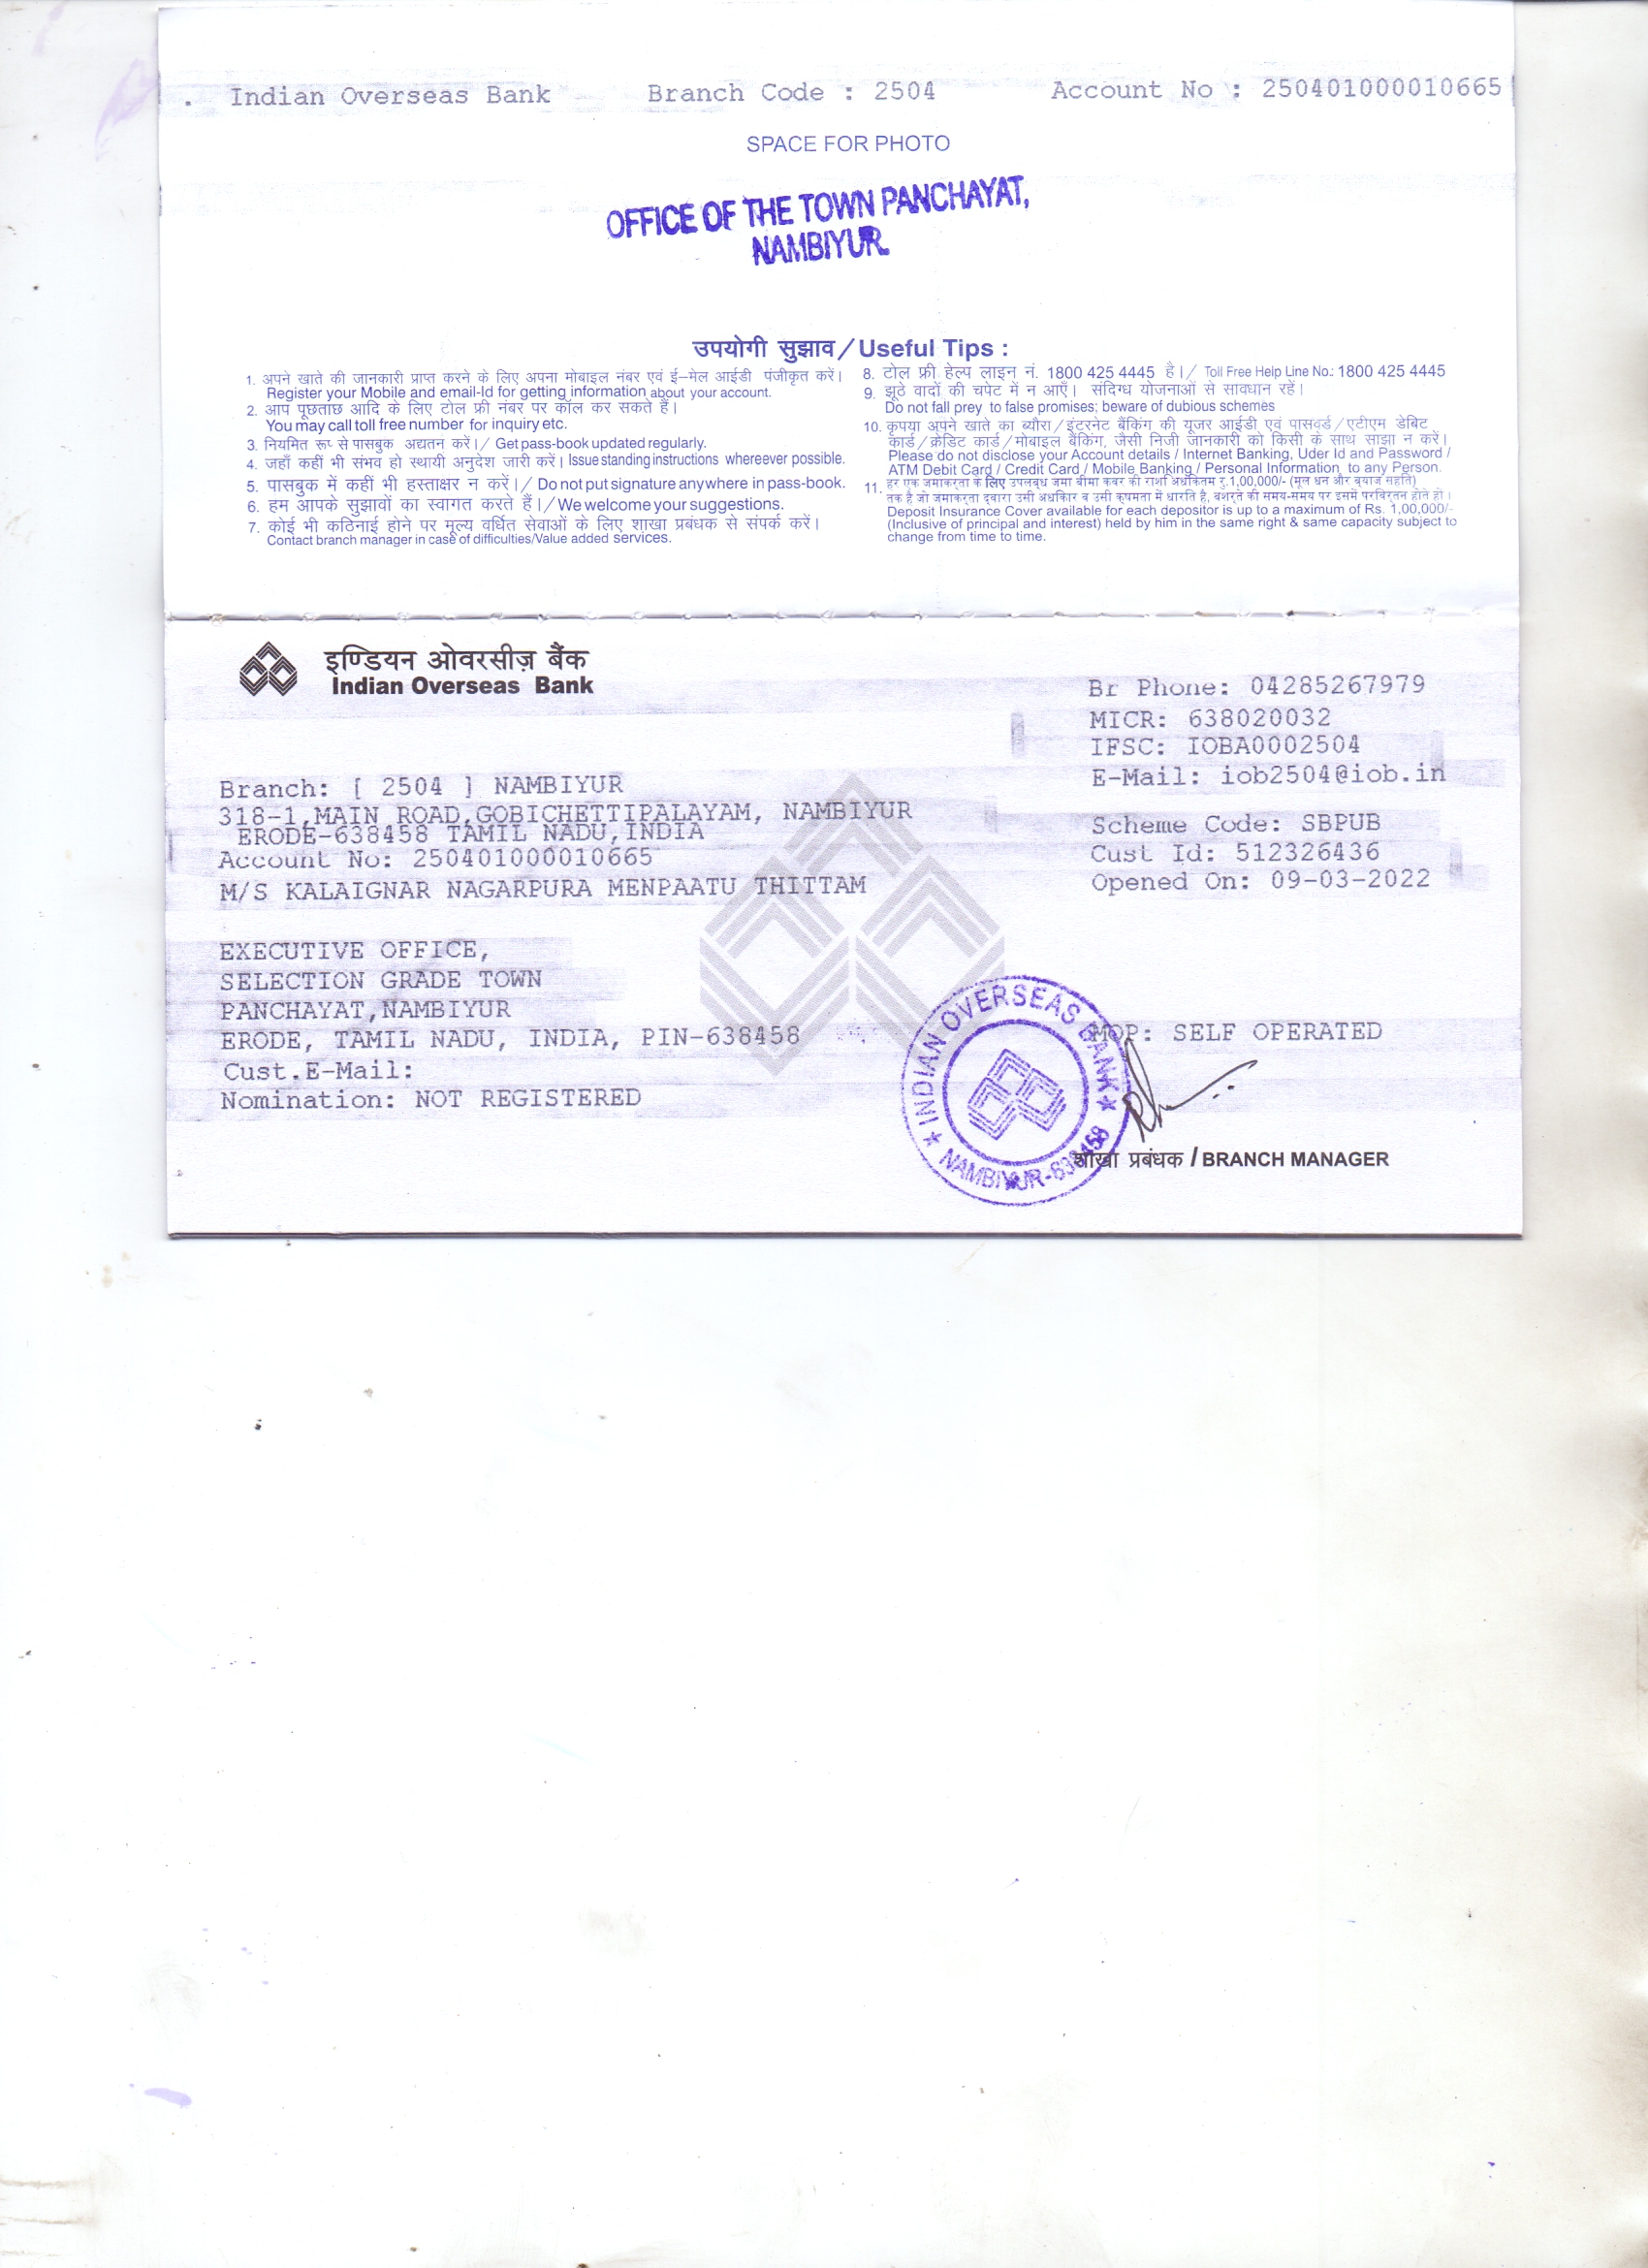 . Indian Overseas Bank Branch Code : 2504 Account No : 250401000010665
SPACE FOR PHOTO
OFFICE OF THE TOWN PANCHAYAT,
NAMBIYUR.
उपयोगी सुझाव / Useful Tips :
1. अपने खाते की जानकारी प्राप्त करने के लिए अपना मोबाइल नंबर एवं ई-मेल आईडी पंजीकृत करें।
Register your Mobile and email-Id for getting information about your account.
2. आप पूछताछ आदि के लिए टोल फ्री नंबर पर कॉल कर सकते हैं।
You may call toll free number for inquiry etc.
3. नियमित रूप से पासबुक अद्यतन करें। / Get pass-book updated regularly.
4. जहाँ कहीं भी संभव हो स्थायी अनुदेश जारी करें। Issue standing instructions whereever possible.
5. पासबुक में कहीं भी हस्ताक्षर न करें। / Do not put signature anywhere in pass-book.
6. हम आपके सुझावों का स्वागत करते हैं। / We welcome your suggestions.
7. कोई भी कठिनाई होने पर मूल्य वर्धित सेवाओं के लिए शाखा प्रबंधक से संपर्क करें।
Contact branch manager in case of difficulties/Value added services.
8. टोल फ्री हेल्प लाइन नं. 1800 425 4445 है। / Toll Free Help Line No.: 1800 425 4445
9. झूठे वादों की चपेट में न आएँ। संदिग्ध योजनाओं से सावधान रहें।
Do not fall prey to false promises; beware of dubious schemes
10. कृपया अपने खाते का ब्यौरा / इंटरनेट बैंकिंग की यूजर आईडी एवं पासवर्ड / एटीएम डेबिट
कार्ड / क्रेडिट कार्ड / मोबाइल बैंकिंग, जैसी निजी जानकारी को किसी के साथ साझा न करें।
Please do not disclose your Account details / Internet Banking, Uder Id and Password /
ATM Debit Card / Credit Card / Mobile Banking / Personal Information to any Person.
11. हर एक जमाकर्ता के लिए उपलब्ध जमा बीमा कवर की राशी अधिकतम रु.1,00,000/- (मूल धन और ब्याज सहित)
तक है जो जमाकर्ता द्वारा उसी अधिकार व उसी क्षमता में धारति है, बशर्ते की समय-समय पर इसमें परिवर्तन होते हो।
Deposit Insurance Cover available for each depositor is up to a maximum of Rs. 1,00,000/-
(Inclusive of principal and interest) held by him in the same right & same capacity subject to
change from time to time.
इण्डियन ओवरसीज़ बैंक
Indian Overseas Bank
Br Phone: 04285267979
MICR: 638020032
IFSC: IOBA0002504
E-Mail: iob2504@iob.in
Branch: [ 2504 ] NAMBIYUR
318-1,MAIN ROAD,GOBICHETTIPALAYAM, NAMBIYUR
ERODE-638458 TAMIL NADU,INDIA
Account No: 250401000010665
M/S KALAIGNAR NAGARPURA MENPAATU THITTAM
Scheme Code: SBPUB
Cust Id: 512326436
Opened On: 09-03-2022
EXECUTIVE OFFICE,
SELECTION GRADE TOWN
PANCHAYAT,NAMBIYUR
ERODE, TAMIL NADU, INDIA, PIN-638458
Cust.E-Mail:
Nomination: NOT REGISTERED
MOP: SELF OPERATED
★ INDIAN OVERSEAS BANK ★
NAMBIYUR-638458
शाखा प्रबंधक / BRANCH MANAGER